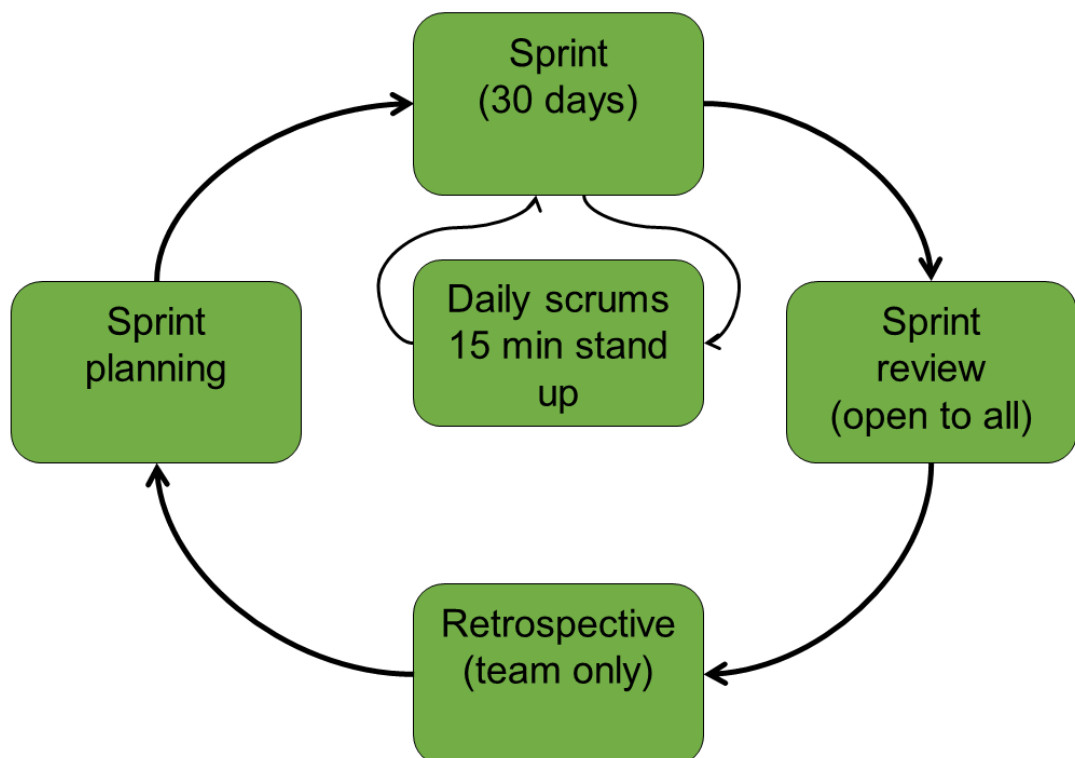 Sprint
(30 days)
Daily scrums
15 min stand
up
Sprint
planning
Sprint
review
(open to all)
Retrospective
(team only)